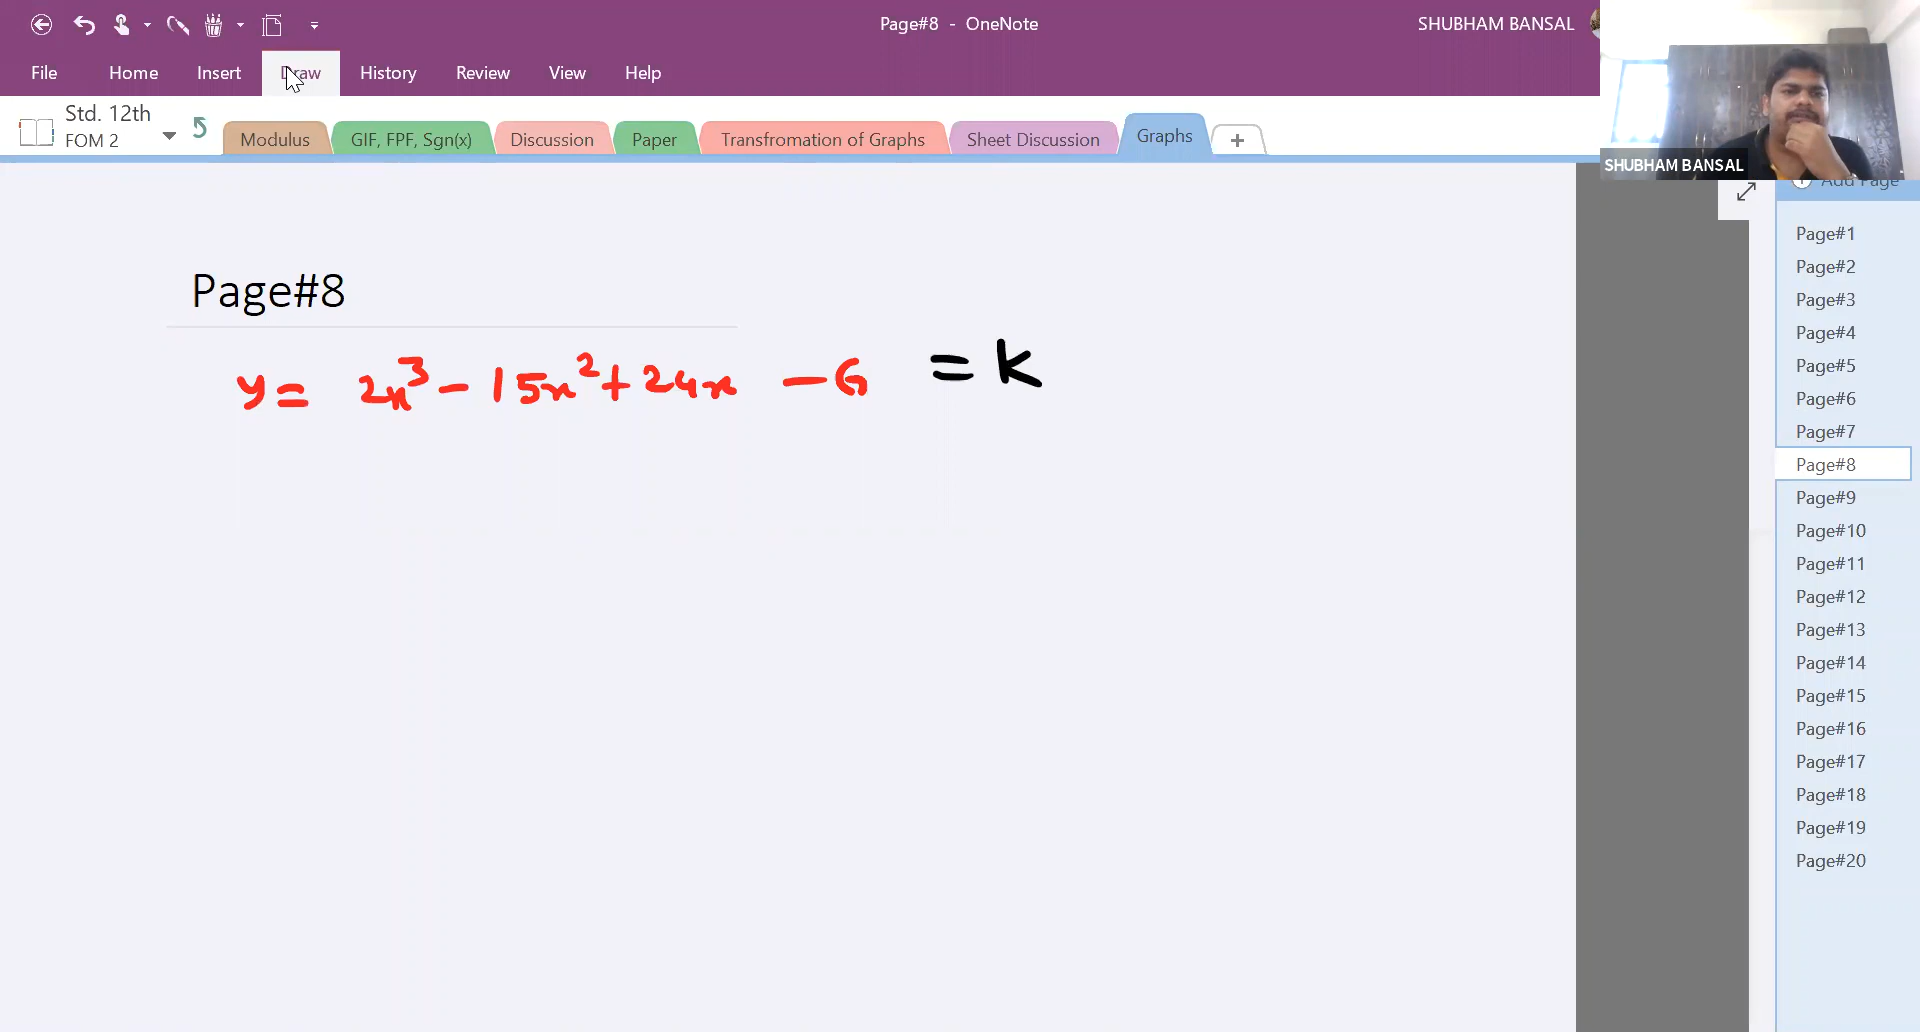 Page#8 - OneNote
SHUBHAM BANSAL
File Home Insert Draw History Review View Help
Std. 12th
FOM 2
Modulus GIF, FPF, Sgn(x) Discussion Paper Transfromation of Graphs Sheet Discussion Graphs +
SHUBHAM BANSAL
Add Page
Page#8
y = 2x³ - 15x² + 24x - 6 = K
Page#1
Page#2
Page#3
Page#4
Page#5
Page#6
Page#7
Page#8
Page#9
Page#10
Page#11
Page#12
Page#13
Page#14
Page#15
Page#16
Page#17
Page#18
Page#19
Page#20